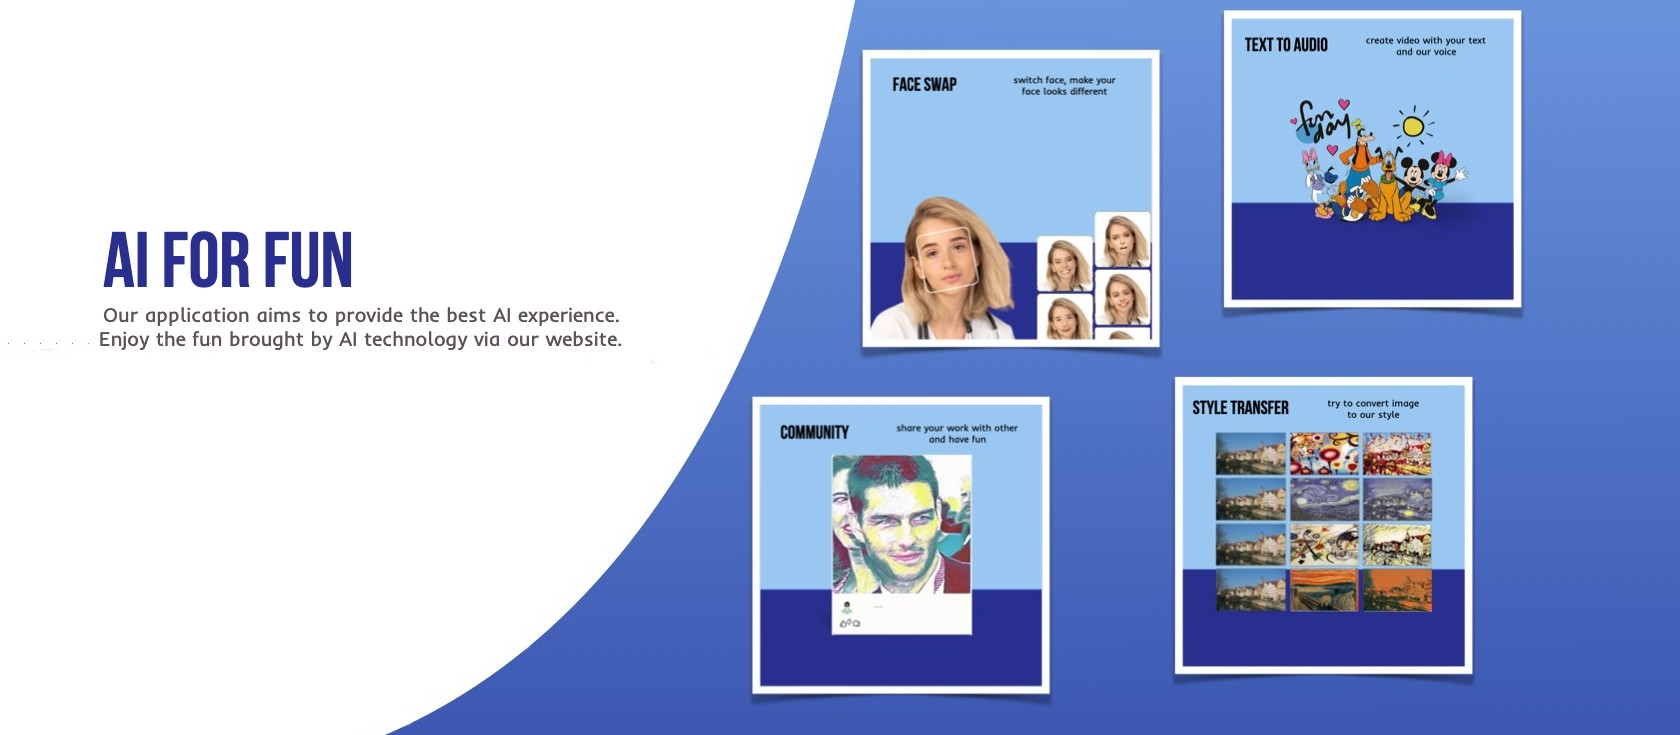 AI FOR FUN
Our application aims to provide the best AI experience.
Enjoy the fun brought by AI technology via our website.
FACE SWAP
switch face, make your
face looks different
TEXT TO AUDIO
create video with your text
and our voice
fun
day
COMMUNITY
share your work with other
and have fun
STYLE TRANSFER
try to convert image
to our style